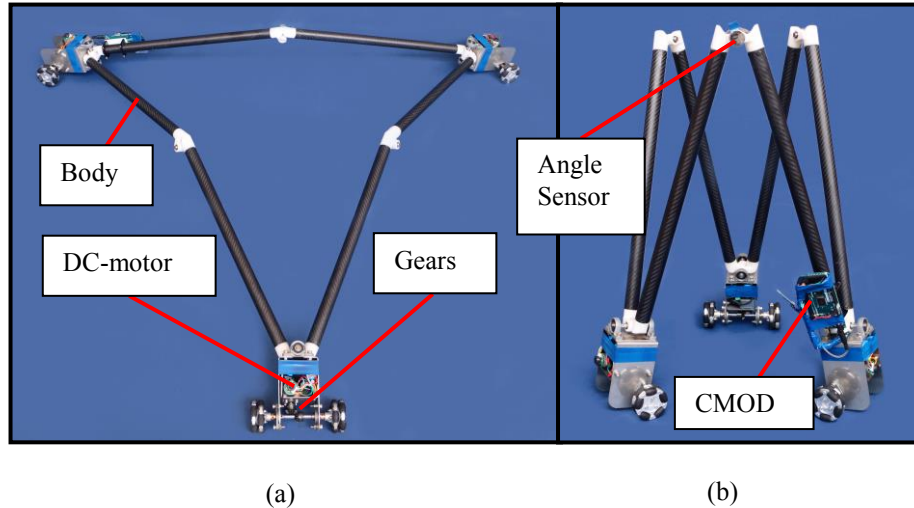 Body
DC-motor
Gears
Angle
Sensor
CMOD
(a)
(b)